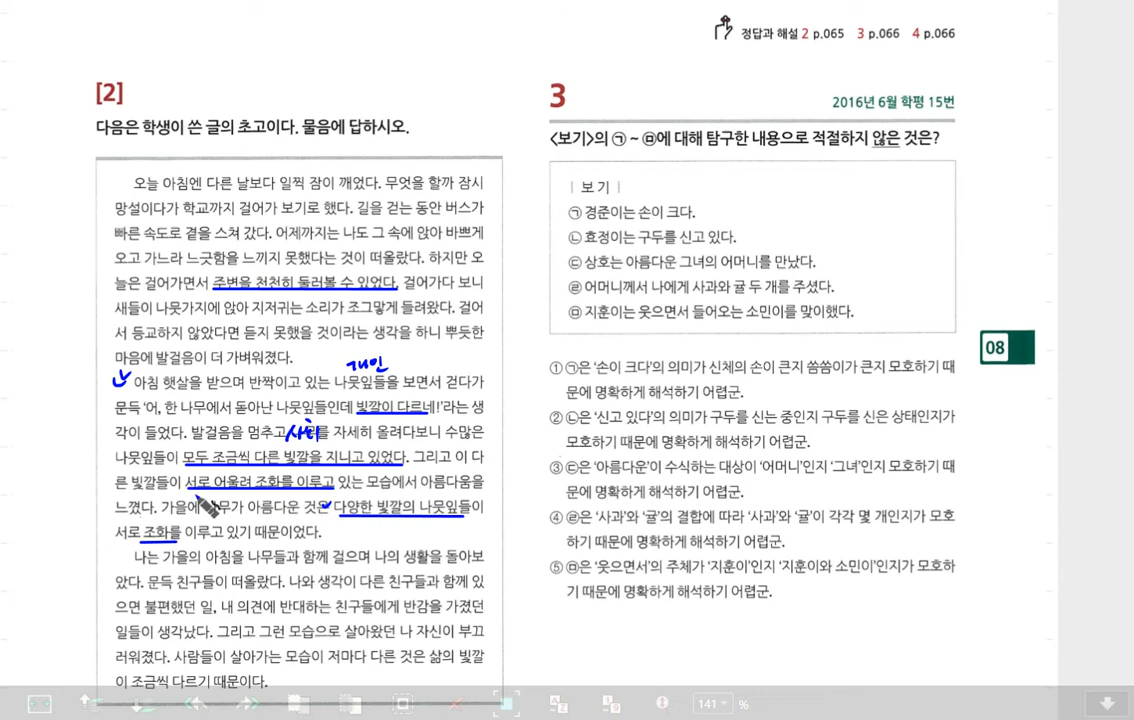 정답과 해설 2 p.065 3 p.066 4 p.066
[2]
다음은 학생이 쓴 글의 초고이다. 물음에 답하시오.
오늘 아침엔 다른 날보다 일찍 잠이 깨었다. 무엇을 할까 잠시
망설이다가 학교까지 걸어가 보기로 했다. 길을 걷는 동안 버스가
빠른 속도로 곁을 스쳐 갔다. 어제까지는 나도 그 속에 앉아 바쁘게
오고 가느라 느긋함을 느끼지 못했다는 것이 떠올랐다. 하지만 오
늘은 걸어가면서 주변을 천천히 둘러볼 수 있었다. 걸어가다 보니
새들이 나뭇가지에 앉아 지저귀는 소리가 조그맣게 들려왔다. 걸어
서 등교하지 않았다면 듣지 못했을 것이라는 생각을 하니 뿌듯한
마음에 발걸음이 더 가벼워졌다.
개인
아침 햇살을 받으며 반짝이고 있는 나뭇잎들을 보면서 걷다가
문득 '어, 한 나무에서 돋아난 나뭇잎들인데 빛깔이 다르네!'라는 생
각이 들었다. 발걸음을 멈추고 사회를 자세히 올려다보니 수많은
나뭇잎들이 모두 조금씩 다른 빛깔을 지니고 있었다. 그리고 이 다
른 빛깔들이 서로 어울려 조화를 이루고 있는 모습에서 아름다움을
느꼈다. 가을에 나무가 아름다운 것은 다양한 빛깔의 나뭇잎들이
서로 조화를 이루고 있기 때문이었다.
나는 가을의 아침을 나무들과 함께 걸으며 나의 생활을 돌아보
았다. 문득 친구들이 떠올랐다. 나와 생각이 다른 친구들과 함께 있
으면 불편했던 일, 내 의견에 반대하는 친구들에게 반감을 가졌던
일들이 생각났다. 그리고 그런 모습으로 살아왔던 나 자신이 부끄
러워졌다. 사람들이 살아가는 모습이 저마다 다른 것은 삶의 빛깔
이 조금씩 다르기 때문이다.
3
2016년 6월 학평 15번
<보기>의 ㉠ ~ ㉤에 대해 탐구한 내용으로 적절하지 않은 것은?
| 보 기 |
㉠ 경준이는 손이 크다.
㉡ 효정이는 구두를 신고 있다.
㉢ 상호는 아름다운 그녀의 어머니를 만났다.
㉣ 어머니께서 나에게 사과와 귤 두 개를 주셨다.
㉤ 지훈이는 웃으면서 들어오는 소민이를 맞이했다.
① ㉠은 '손이 크다'의 의미가 신체의 손이 큰지 씀씀이가 큰지 모호하기 때
문에 명확하게 해석하기 어렵군.
② ㉡은 '신고 있다'의 의미가 구두를 신는 중인지 구두를 신은 상태인지가
모호하기 때문에 명확하게 해석하기 어렵군.
③ ㉢은 '아름다운'이 수식하는 대상이 '어머니'인지 '그녀'인지 모호하기 때
문에 명확하게 해석하기 어렵군.
④ ㉣은 '사과'와 '귤'의 결합에 따라 '사과'와 '귤'이 각각 몇 개인지가 모호
하기 때문에 명확하게 해석하기 어렵군.
⑤ ㉤은 '웃으면서'의 주체가 '지훈이'인지 '지훈이와 소민이'인지가 모호하
기 때문에 명확하게 해석하기 어렵군.
08
141 %